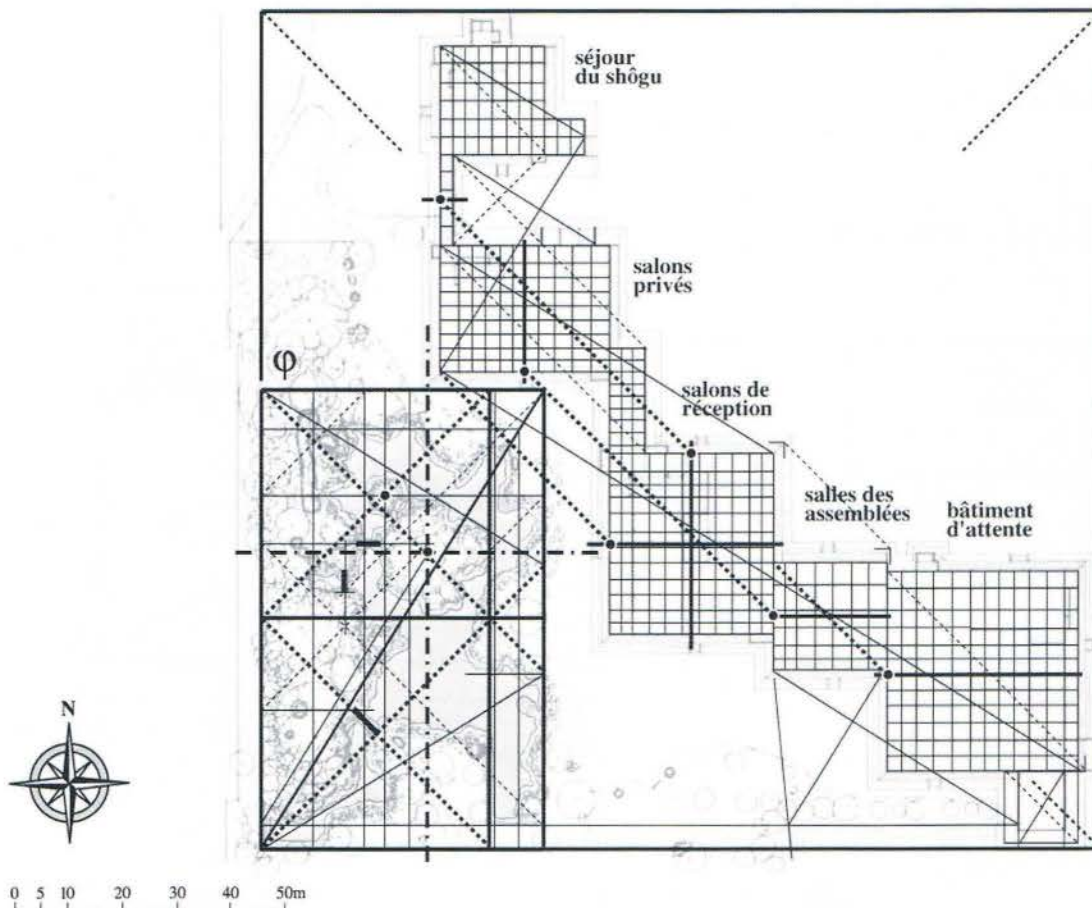 séjour
du shôgu
salons
privés
φ
salons de
réception
salles des
assemblées
bâtiment
d'attente
N
0 5 10 20 30 40 50m